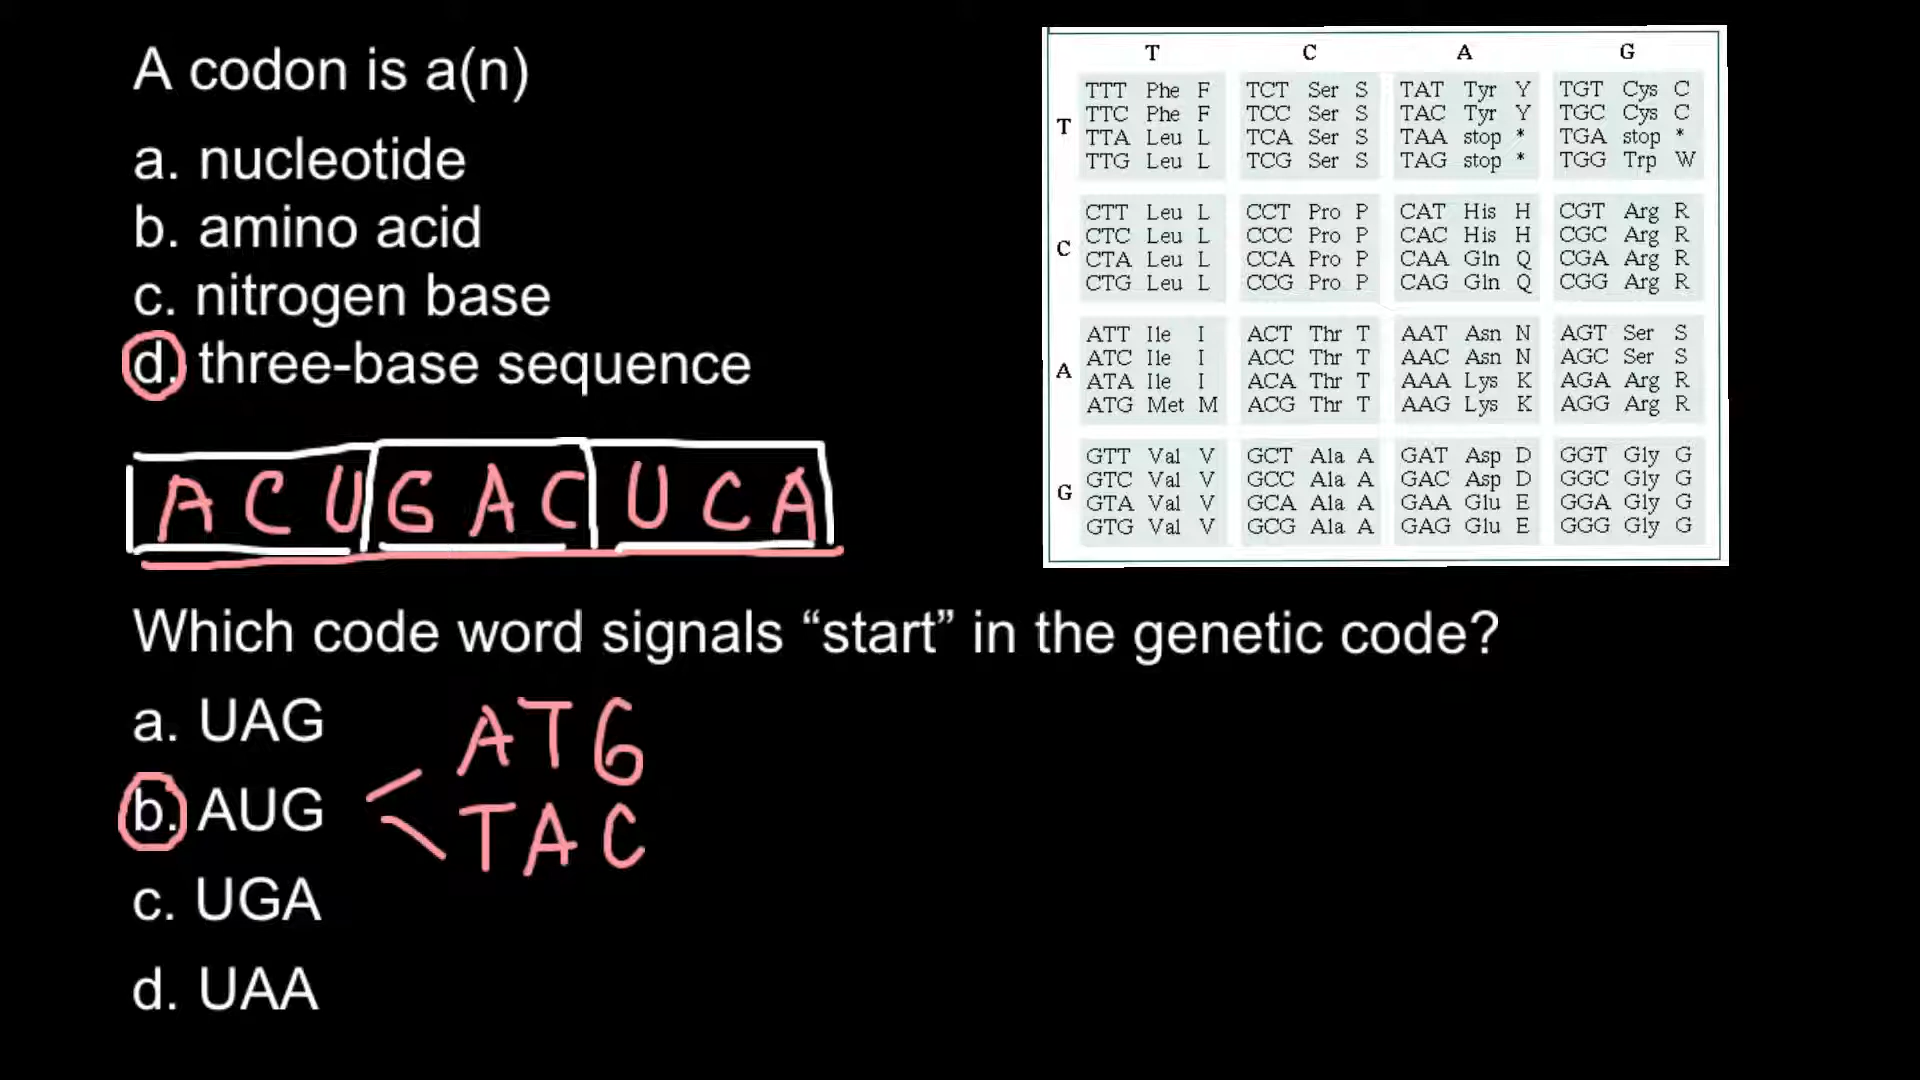 A codon is a(n)
a. nucleotide
b. amino acid
c. nitrogen base
d. three-base sequence
A C U G A C U C A
T C A G
T
TTT Phe F TCT Ser S TAT Tyr Y TGT Cys C
TTC Phe F TCC Ser S TAC Tyr Y TGC Cys C
TTA Leu L TCA Ser S TAA stop * TGA stop *
TTG Leu L TCG Ser S TAG stop * TGG Trp W
C
CTT Leu L CCT Pro P CAT His H CGT Arg R
CTC Leu L CCC Pro P CAC His H CGC Arg R
CTA Leu L CCA Pro P CAA Gln Q CGA Arg R
CTG Leu L CCG Pro P CAG Gln Q CGG Arg R
A
ATT Ile I ACT Thr T AAT Asn N AGT Ser S
ATC Ile I ACC Thr T AAC Asn N AGC Ser S
ATA Ile I ACA Thr T AAA Lys K AGA Arg R
ATG Met M ACG Thr T AAG Lys K AGG Arg R
G
GTT Val V GCT Ala A GAT Asp D GGT Gly G
GTC Val V GCC Ala A GAC Asp D GGC Gly G
GTA Val V GCA Ala A GAA Glu E GGA Gly G
GTG Val V GCG Ala A GAG Glu E GGG Gly G
Which code word signals “start” in the genetic code?
a. UAG
A T G
b. AUG
T A C
c. UGA
d. UAA